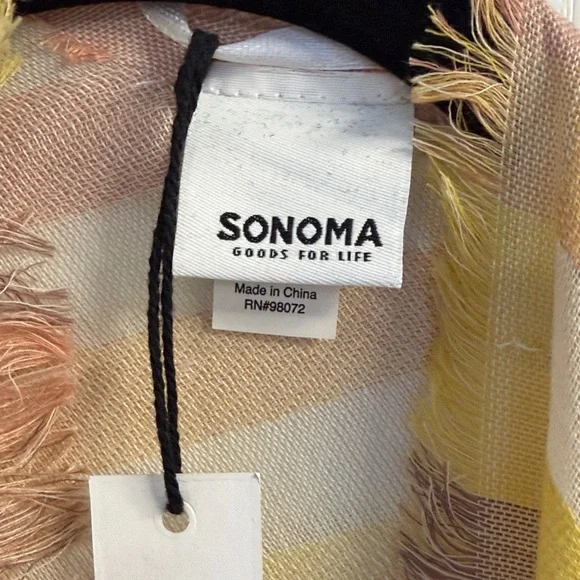 SONOMA
GOODS FOR LIFE
Made in China
RN#98072